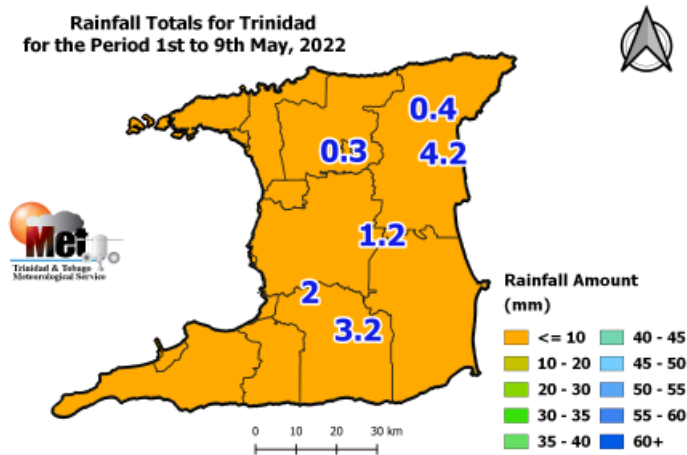 Rainfall Totals for Trinidad
for the Period 1st to 9th May, 2022
0.4
0.3
4.2
1.2
2
3.2
Met
Trinidad & Tobago
Meteorological Service
Rainfall Amount
(mm)
<= 10 40 - 45
10 - 20 45 - 50
20 - 30 50 - 55
30 - 35 55 - 60
35 - 40 60+
0 10 20 30 km